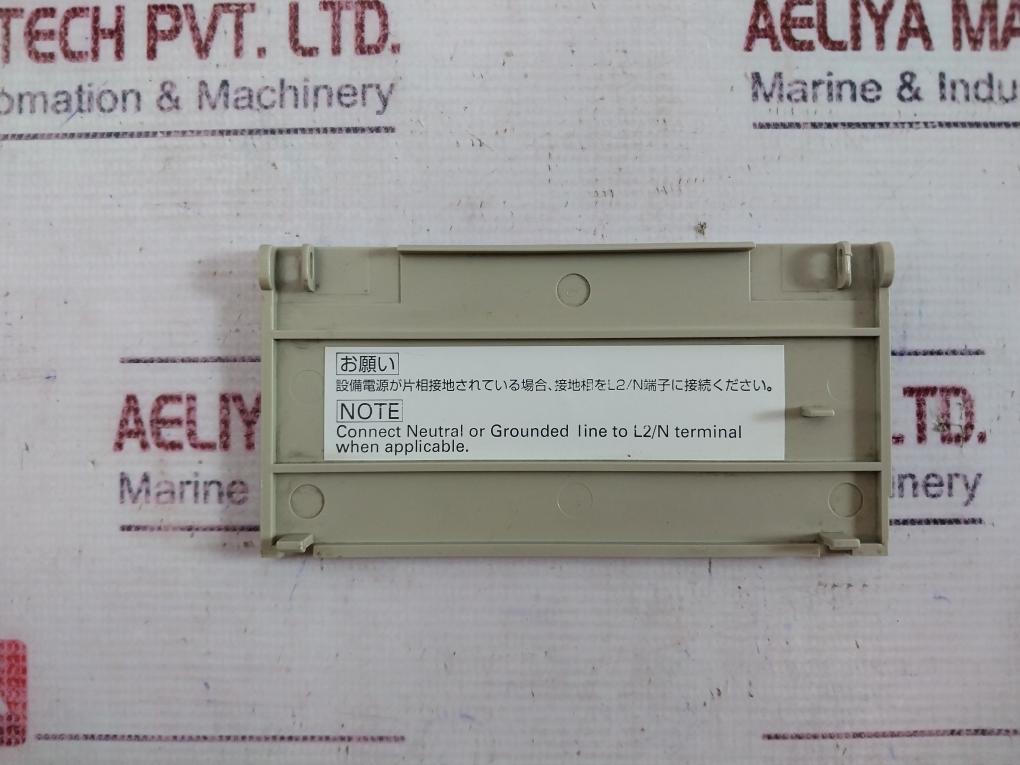 TECH PVT. LTD.
AELIYA MA
omation & Machinery
Marine & Indu
お願い
設備電源が片相接地されている場合、接地相をL2/N端子に接続ください。
NOTE
Connect Neutral or Grounded line to L2/N terminal
when applicable.
AELIY
LTD.
Marine
inery